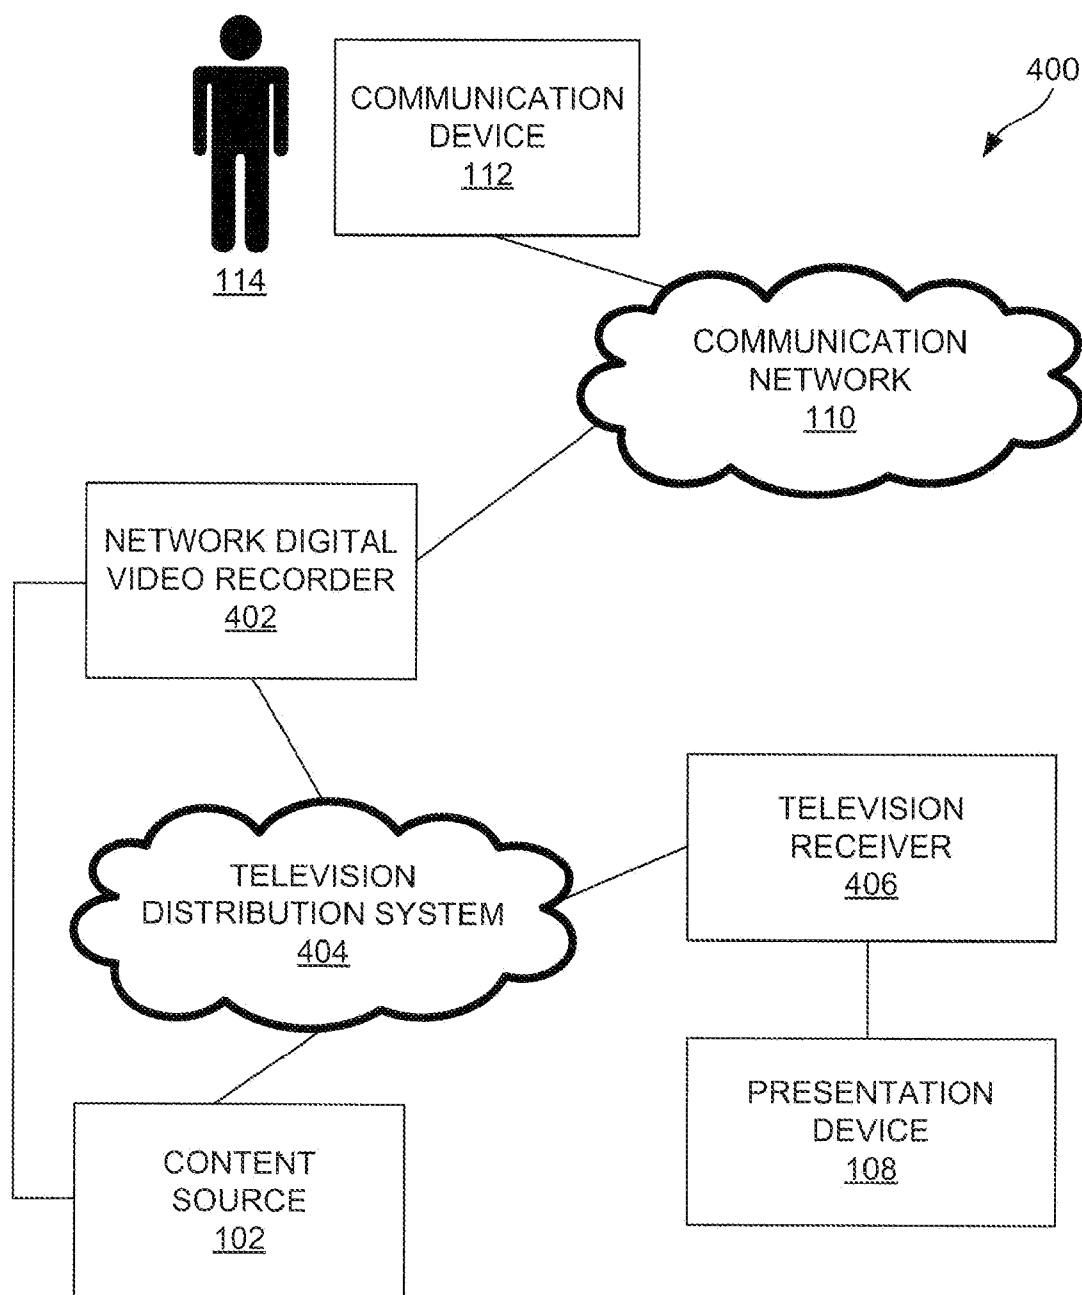 400
COMMUNICATION
DEVICE
112
114
COMMUNICATION
NETWORK
110
NETWORK DIGITAL
VIDEO RECORDER
402
TELEVISION
RECEIVER
406
TELEVISION
DISTRIBUTION SYSTEM
404
PRESENTATION
DEVICE
108
CONTENT
SOURCE
102